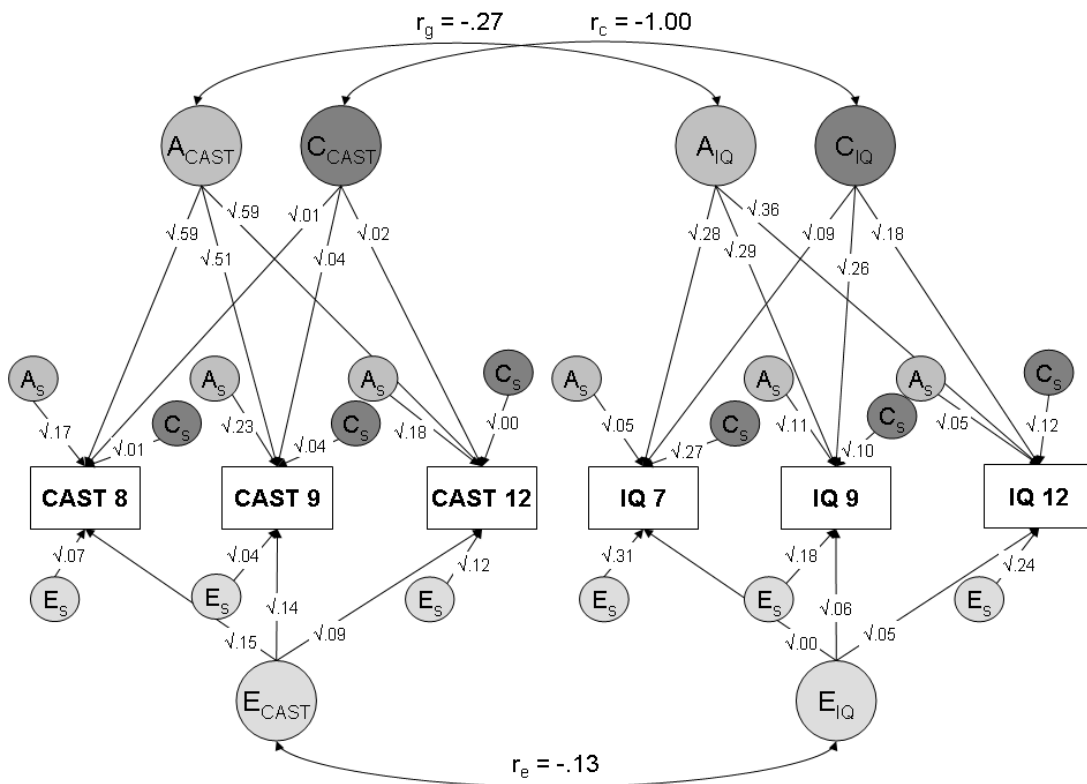 r_g = -.27 r_c = -1.00
A_CAST C_CAST A_IQ C_IQ
√.59 √.59 √.01 √.02 √.28 √.36 √.09 √.18
√.51 √.04 √.29 √.26
A_S A_S A_S C_S A_S A_S A_S C_S
C_S C_S C_S C_S
√.17 √.01 √.23 √.04 √.18 √.00 √.05 √.27 √.11 √.10 √.05 √.12
CAST 8 CAST 9 CAST 12 IQ 7 IQ 9 IQ 12
√.07 √.04 √.12 √.31 √.18 √.24
E_S E_S E_S E_S E_S E_S
√.15 √.14 √.09 √.00 √.06 √.05
E_CAST E_IQ
r_e = -.13